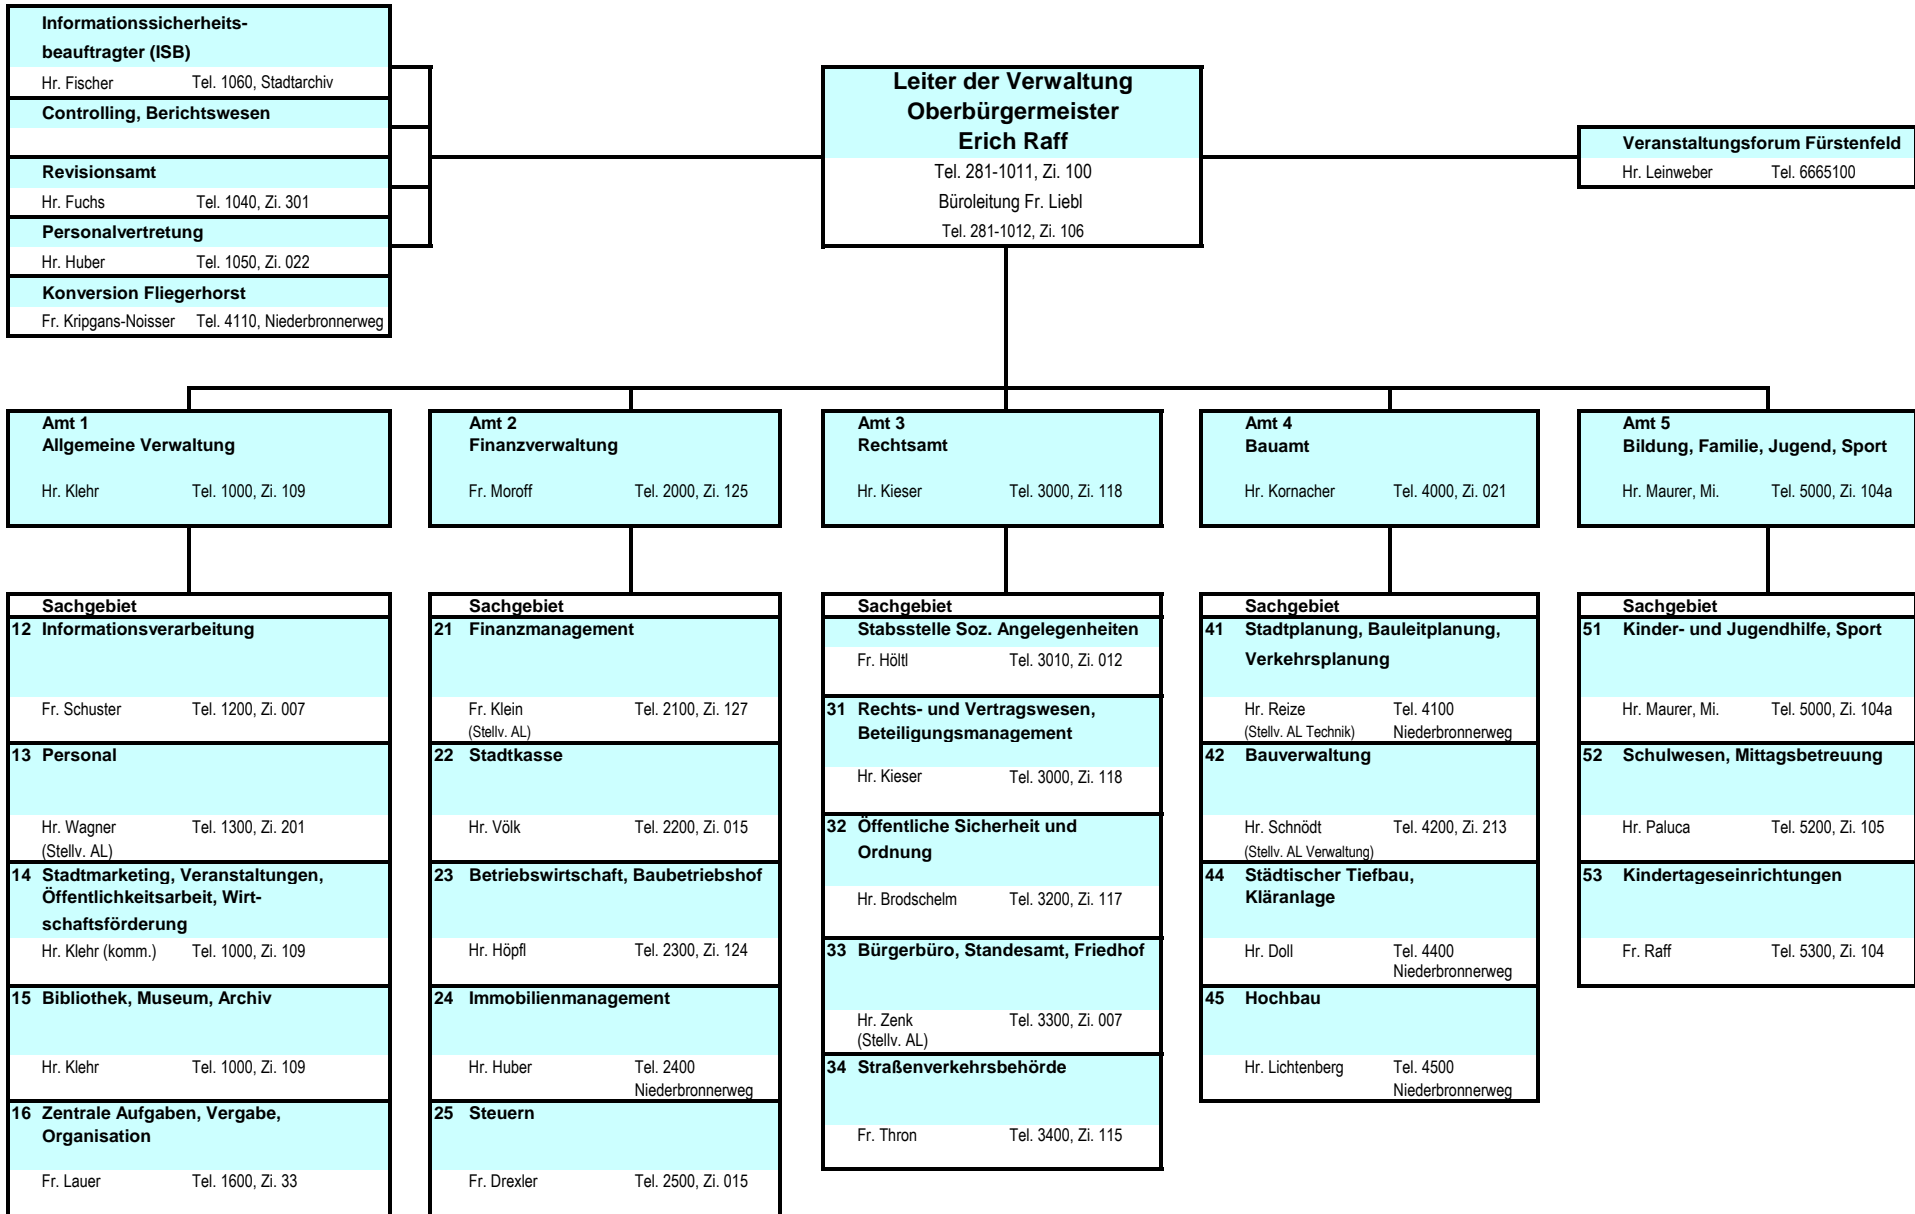 Informationssicherheits-
beauftragter (ISB)
Hr. Fischer Tel. 1060, Stadtarchiv
Controlling, Berichtswesen
Revisionsamt
Hr. Fuchs Tel. 1040, Zi. 301
Personalvertretung
Hr. Huber Tel. 1050, Zi. 022
Konversion Fliegerhorst
Fr. Kripgans-Noisser Tel. 4110, Niederbronnerweg
Leiter der Verwaltung
Oberbürgermeister
Erich Raff
Tel. 281-1011, Zi. 100
Büroleitung Fr. Liebl
Tel. 281-1012, Zi. 106
Veranstaltungsforum Fürstenfeld
Hr. Leinweber Tel. 6665100
Amt 1
Allgemeine Verwaltung
Hr. Klehr Tel. 1000, Zi. 109
Amt 2
Finanzverwaltung
Fr. Moroff Tel. 2000, Zi. 125
Amt 3
Rechtsamt
Hr. Kieser Tel. 3000, Zi. 118
Amt 4
Bauamt
Hr. Kornacher Tel. 4000, Zi. 021
Amt 5
Bildung, Familie, Jugend, Sport
Hr. Maurer, Mi. Tel. 5000, Zi. 104a
Sachgebiet
12 Informationsverarbeitung
Fr. Schuster Tel. 1200, Zi. 007
13 Personal
Hr. Wagner Tel. 1300, Zi. 201
(Stellv. AL)
14 Stadtmarketing, Veranstaltungen,
Öffentlichkeitsarbeit, Wirt-
schaftsförderung
Hr. Klehr (komm.) Tel. 1000, Zi. 109
15 Bibliothek, Museum, Archiv
Hr. Klehr Tel. 1000, Zi. 109
16 Zentrale Aufgaben, Vergabe,
Organisation
Fr. Lauer Tel. 1600, Zi. 33
Sachgebiet
21 Finanzmanagement
Fr. Klein Tel. 2100, Zi. 127
(Stellv. AL)
22 Stadtkasse
Hr. Völk Tel. 2200, Zi. 015
23 Betriebswirtschaft, Baubetriebshof
Hr. Höpfl Tel. 2300, Zi. 124
24 Immobilienmanagement
Hr. Huber Tel. 2400
Niederbronnerweg
25 Steuern
Fr. Drexler Tel. 2500, Zi. 015
Sachgebiet
Stabsstelle Soz. Angelegenheiten
Fr. Höltl Tel. 3010, Zi. 012
31 Rechts- und Vertragswesen,
Beteiligungsmanagement
Hr. Kieser Tel. 3000, Zi. 118
32 Öffentliche Sicherheit und
Ordnung
Hr. Brodschelm Tel. 3200, Zi. 117
33 Bürgerbüro, Standesamt, Friedhof
Hr. Zenk Tel. 3300, Zi. 007
(Stellv. AL)
34 Straßenverkehrsbehörde
Fr. Thron Tel. 3400, Zi. 115
Sachgebiet
41 Stadtplanung, Bauleitplanung,
Verkehrsplanung
Hr. Reize Tel. 4100
(Stellv. AL Technik) Niederbronnerweg
42 Bauverwaltung
Hr. Schnödt Tel. 4200, Zi. 213
(Stellv. AL Verwaltung)
44 Städtischer Tiefbau,
Kläranlage
Hr. Doll Tel. 4400
Niederbronnerweg
45 Hochbau
Hr. Lichtenberg Tel. 4500
Niederbronnerweg
Sachgebiet
51 Kinder- und Jugendhilfe, Sport
Hr. Maurer, Mi. Tel. 5000, Zi. 104a
52 Schulwesen, Mittagsbetreuung
Hr. Paluca Tel. 5200, Zi. 105
53 Kindertageseinrichtungen
Fr. Raff Tel. 5300, Zi. 104